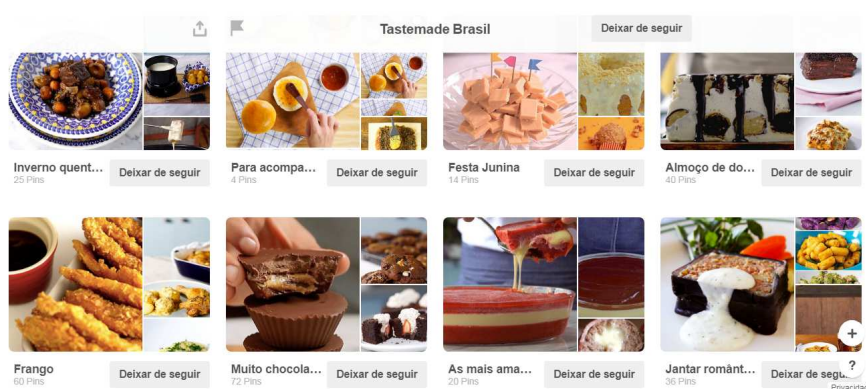 Tastemade Brasil
Deixar de seguir
Inverno quent...
25 Pins
Deixar de seguir
Para acompa...
4 Pins
Deixar de seguir
Festa Junina
14 Pins
Deixar de seguir
Almoço de do...
40 Pins
Deixar de seguir
Frango
60 Pins
Deixar de seguir
Muito chocola...
72 Pins
Deixar de seguir
As mais ama...
20 Pins
Deixar de seguir
Jantar românt...
36 Pins
Deixar de seg
+
?
Privacidad